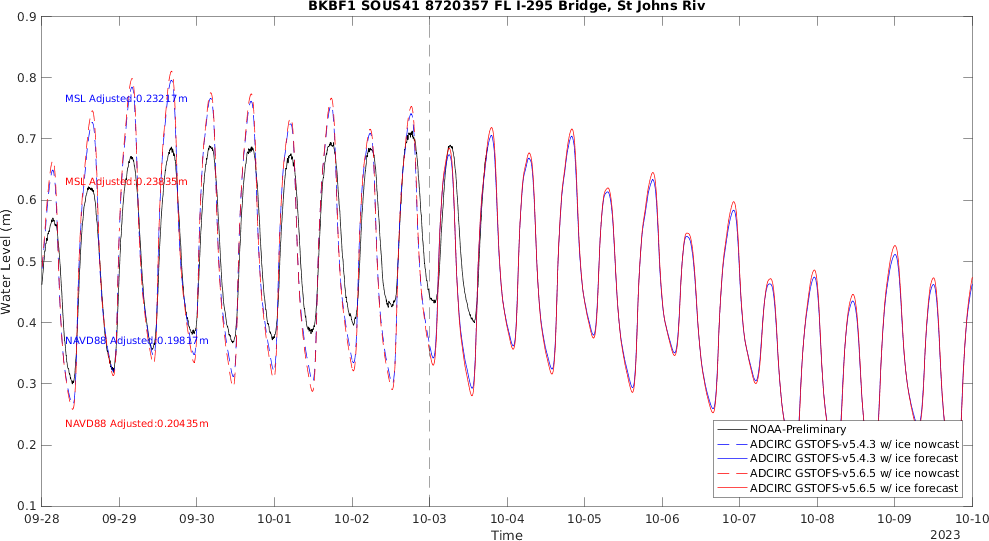 BKBF1 SOUS41 8720357 FL I-295 Bridge, St Johns Riv
0.9
0.8
0.7
0.6
0.5
0.4
0.3
0.2
0.1
Water Level (m)
MSL Adjusted:0.23217m
MSL Adjusted:0.23835m
NAVD88 Adjusted:0.19817m
NAVD88 Adjusted:0.20435m
NOAA-Preliminary
ADCIRC GSTOFS-v5.4.3 w/ ice nowcast
ADCIRC GSTOFS-v5.4.3 w/ ice forecast
ADCIRC GSTOFS-v5.6.5 w/ ice nowcast
ADCIRC GSTOFS-v5.6.5 w/ ice forecast
09-28 09-29 09-30 10-01 10-02 10-03 10-04 10-05 10-06 10-07 10-08 10-09 10-10
Time
2023